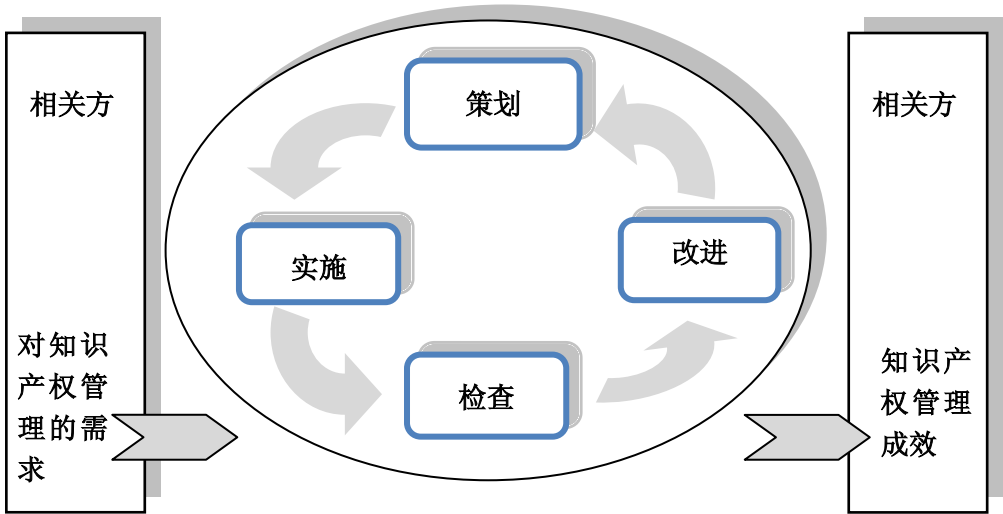 相关方
对知识
产权管
理的需
求
策划
实施
改进
检查
相关方
知识产
权管理
成效